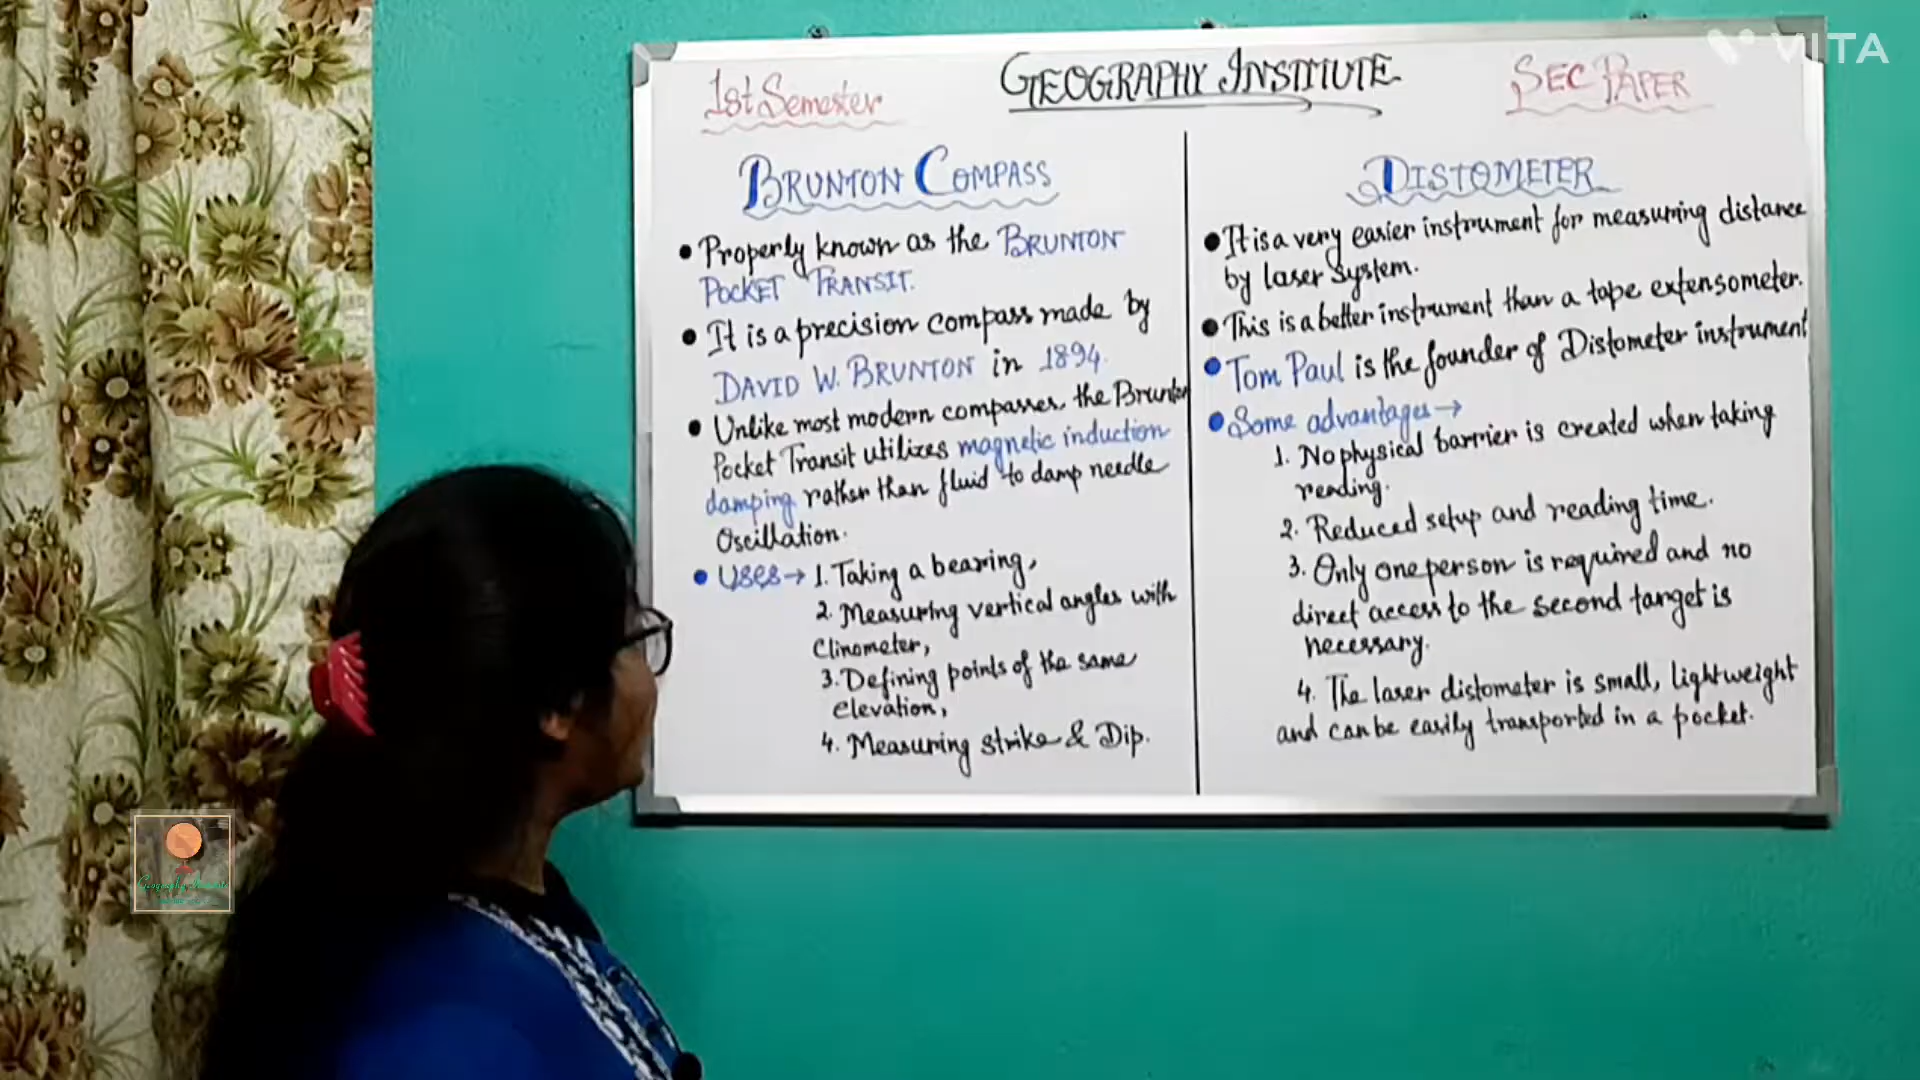 1st Semester
GEOGRAPHY INSTITUTE
SEC PAPER
VITA
BRUNTON COMPASS
• Properly known as the BRUNTON
POCKET TRANSIT.
• It is a precision compass made by
DAVID W. BRUNTON in 1894.
• Unlike most modern compasses, the Brunton
Pocket Transit utilizes magnetic induction
damping rather than fluid to damp needle
Oscillation.
• Uses → 1. Taking a bearing,
2. Measuring vertical angles with
Clinometer,
3. Defining points of the same
elevation,
4. Measuring strike & Dip.
DISTOMETER
• It is a very easier instrument for measuring distance
by laser system.
• This is a better instrument than a tape extensometer.
• Tom Paul is the founder of Distometer instrument
• Some advantages →
1. No physical barrier is created when taking
reading.
2. Reduced setup and reading time.
3. Only one person is required and no
direct access to the second target is
necessary.
4. The laser distometer is small, lightweight
and can be easily transported in a pocket.